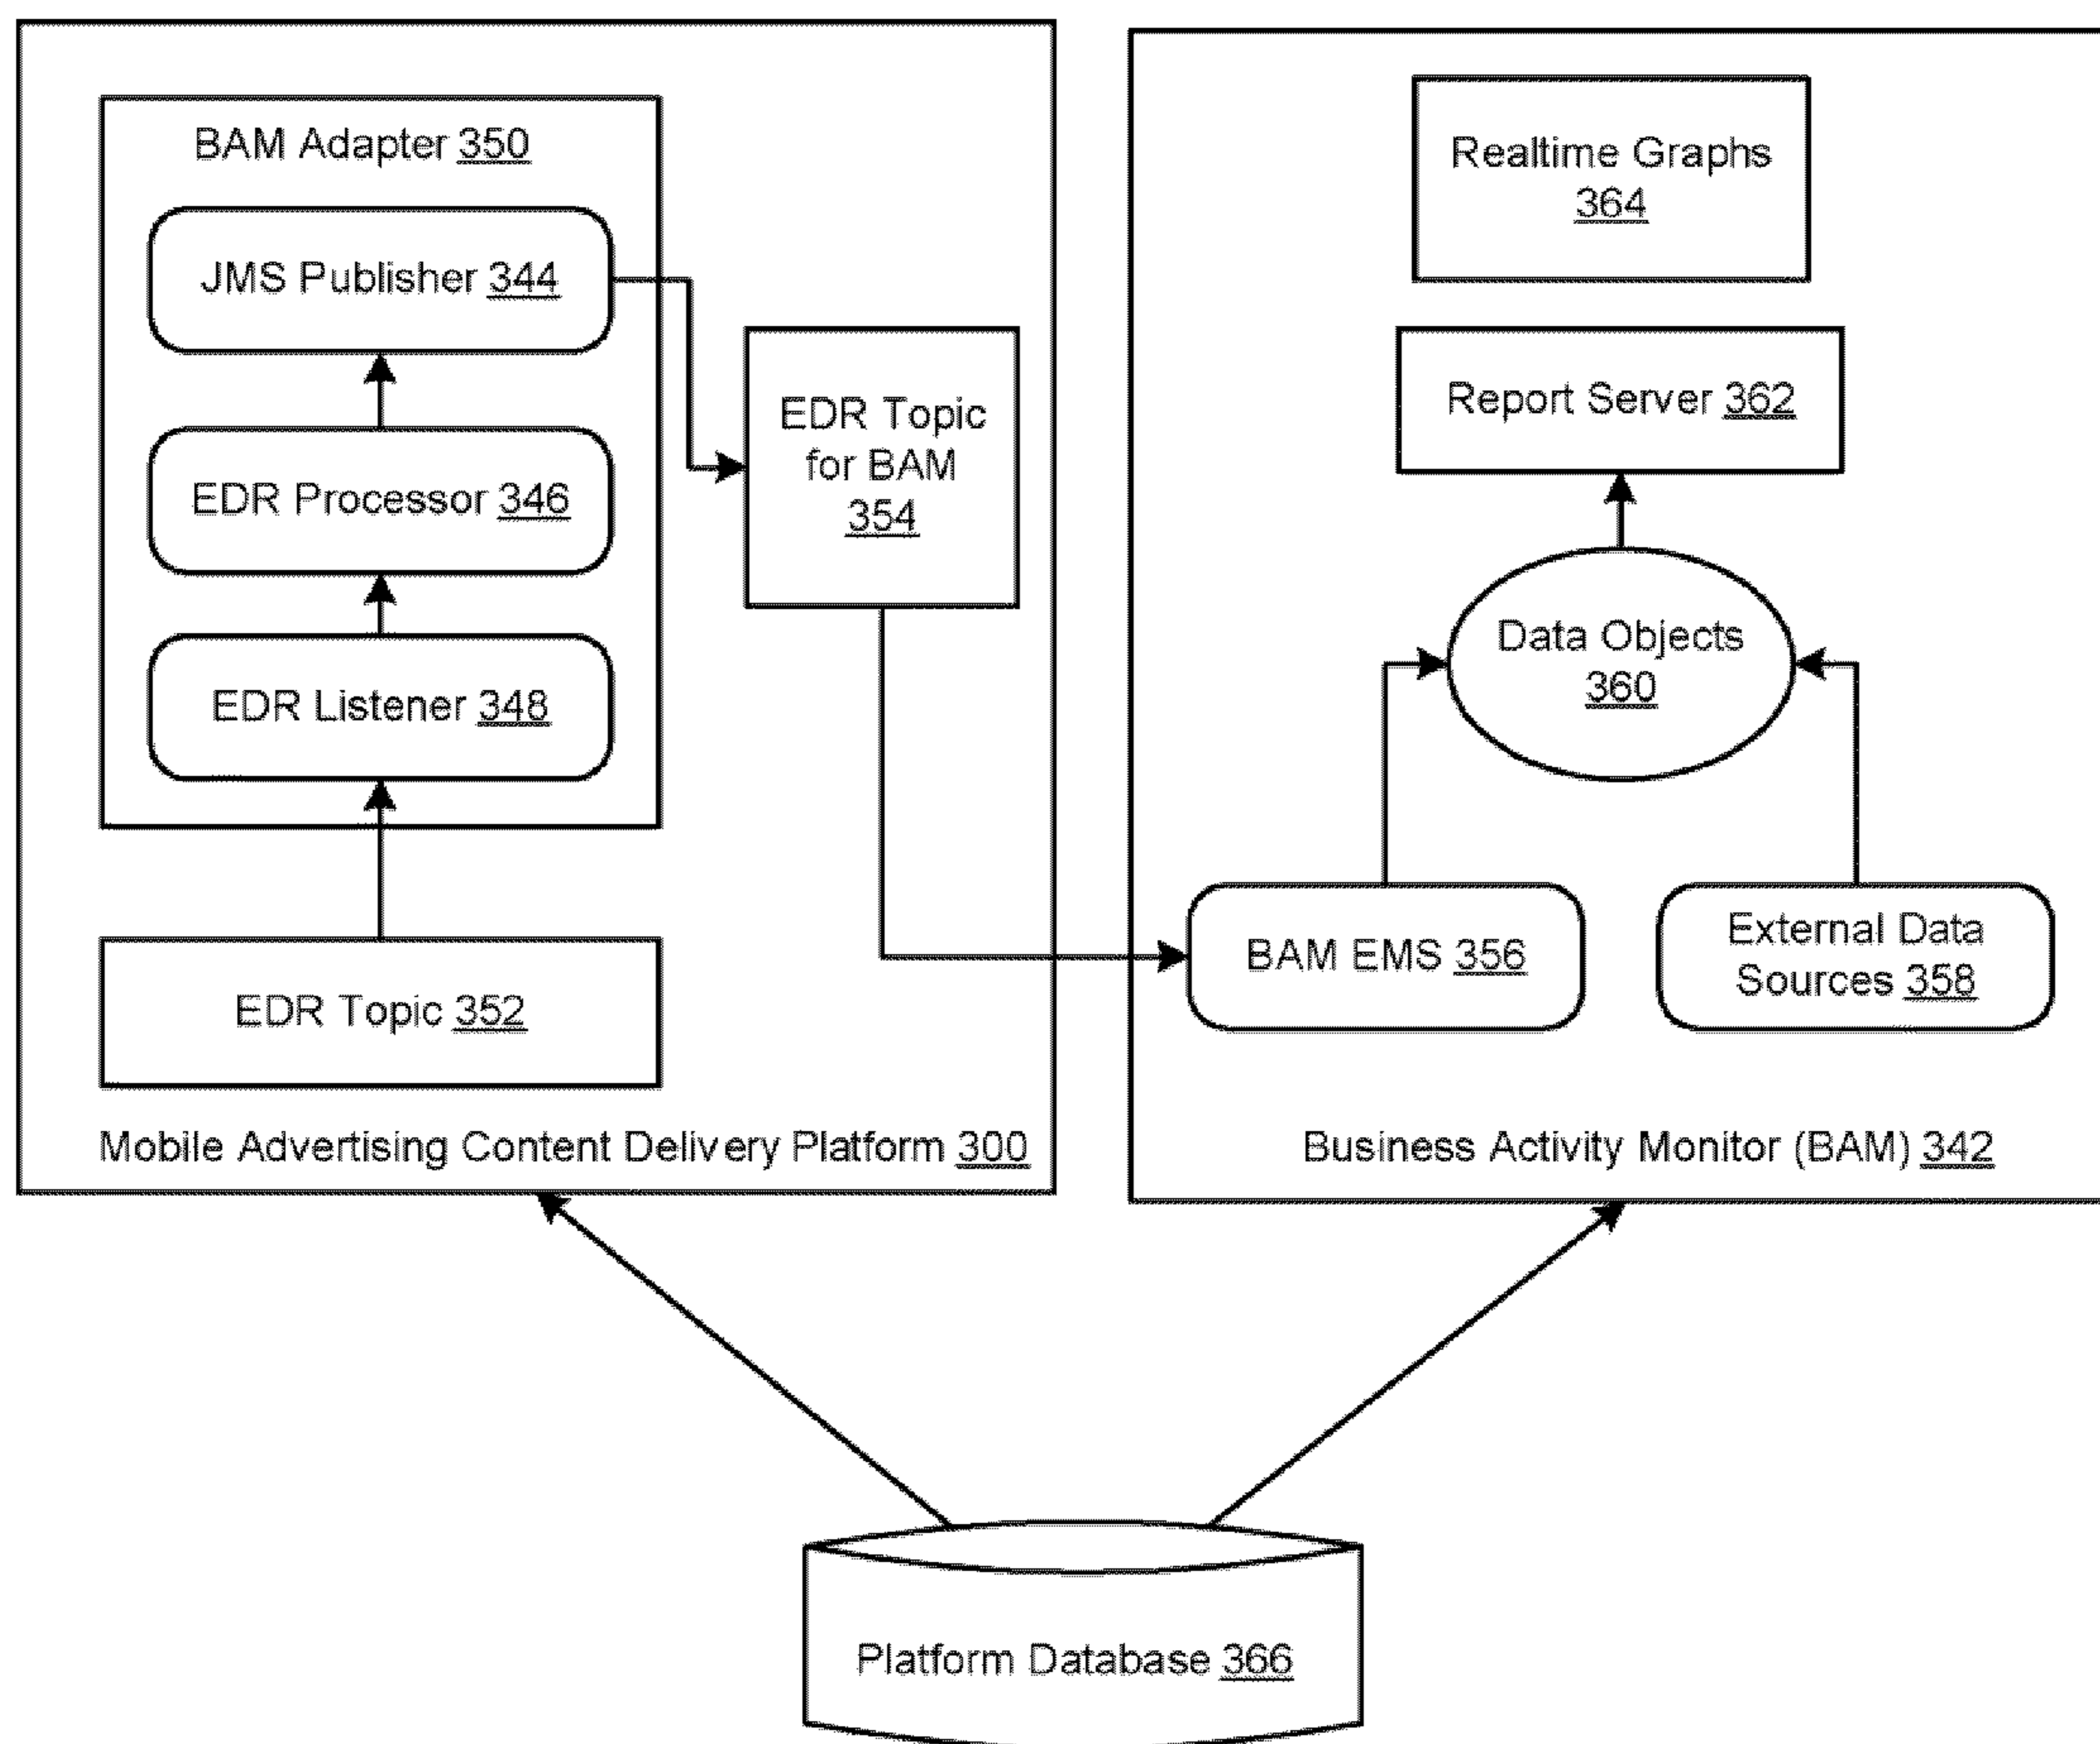 BAM Adapter 350
JMS Publisher 344
EDR Processor 346
EDR Listener 348
EDR Topic 352
EDR Topic
for BAM
354
Mobile Advertising Content Delivery Platform 300
Realtime Graphs
364
Report Server 362
Data Objects
360
BAM EMS 356
External Data
Sources 358
Business Activity Monitor (BAM) 342
Platform Database 366